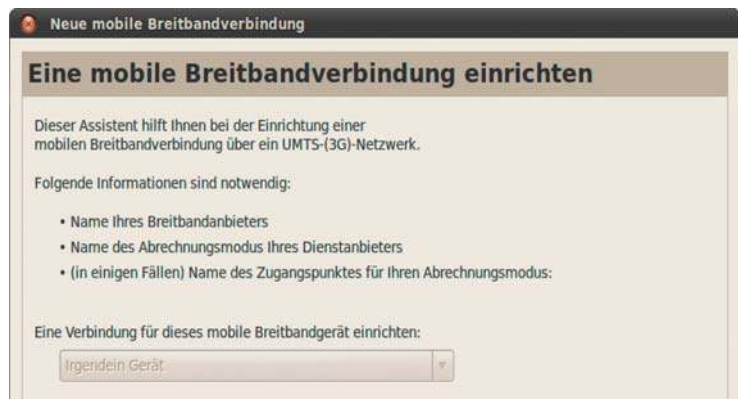 Neue mobile Breitbandverbindung
Eine mobile Breitbandverbindung einrichten
Dieser Assistent hilft Ihnen bei der Einrichtung einer
mobilen Breitbandverbindung über ein UMTS-(3G)-Netzwerk.
Folgende Informationen sind notwendig:
• Name Ihres Breitbandanbieters
• Name des Abrechnungsmodus Ihres Dienstanbieters
• (in einigen Fällen) Name des Zugangspunktes für Ihren Abrechnungsmodus:
Eine Verbindung für dieses mobile Breitbandgerät einrichten:
Irgendein Gerät